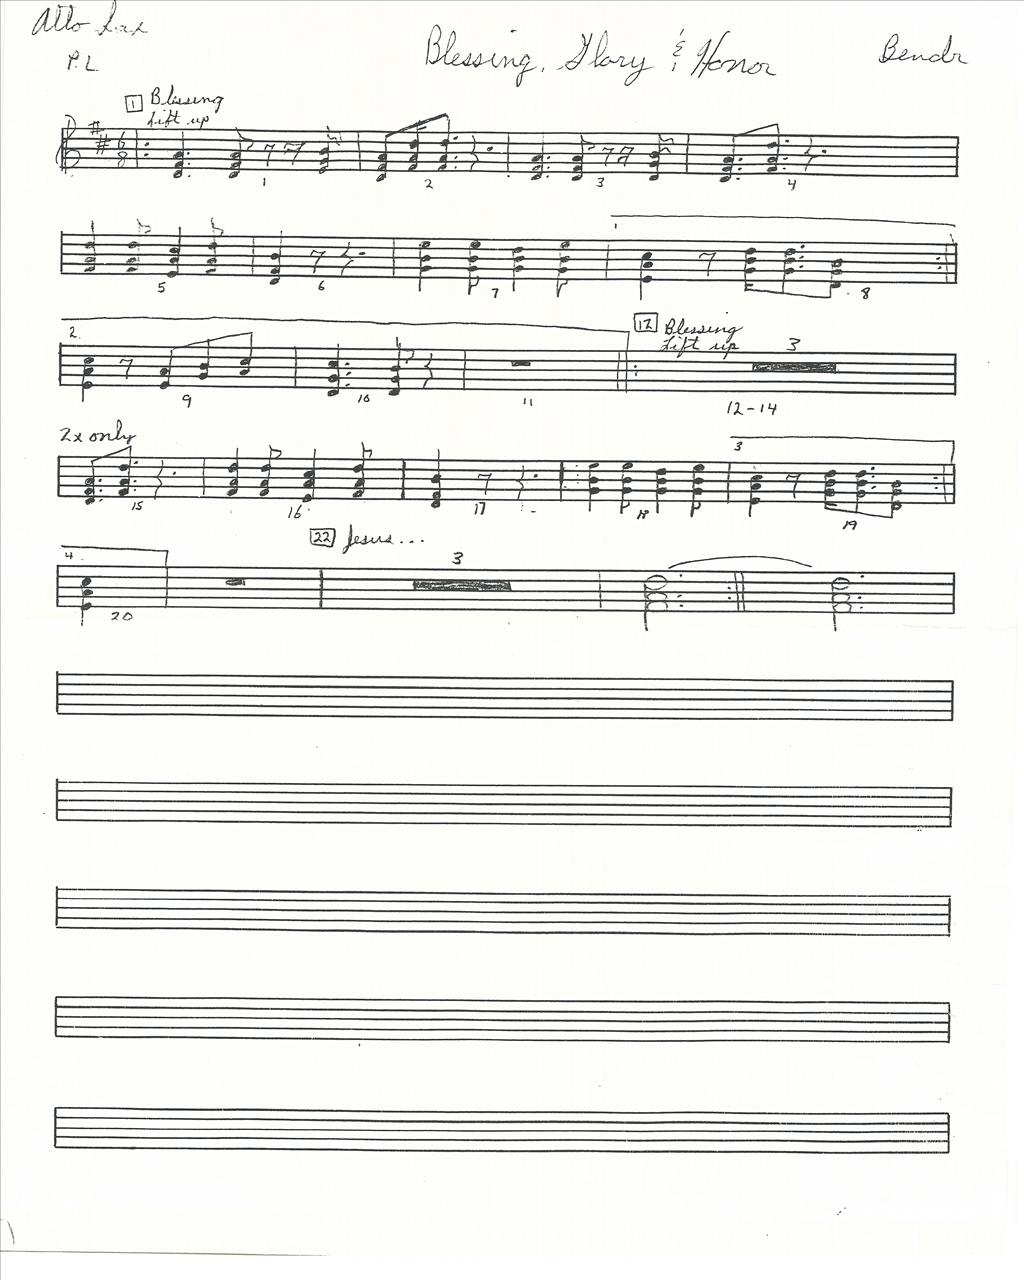 Alto Sax
P.L
Blessing, Glory & Honor
Bendr
1 Blessing
Lift up
6
8
1 2 3 4
1
5 6 7 8
2.
12 Blessing
Lift up
3
9 10 11 12-14
2x only
3
15 16 17 18 19
4.
22 Jesus...
3
20